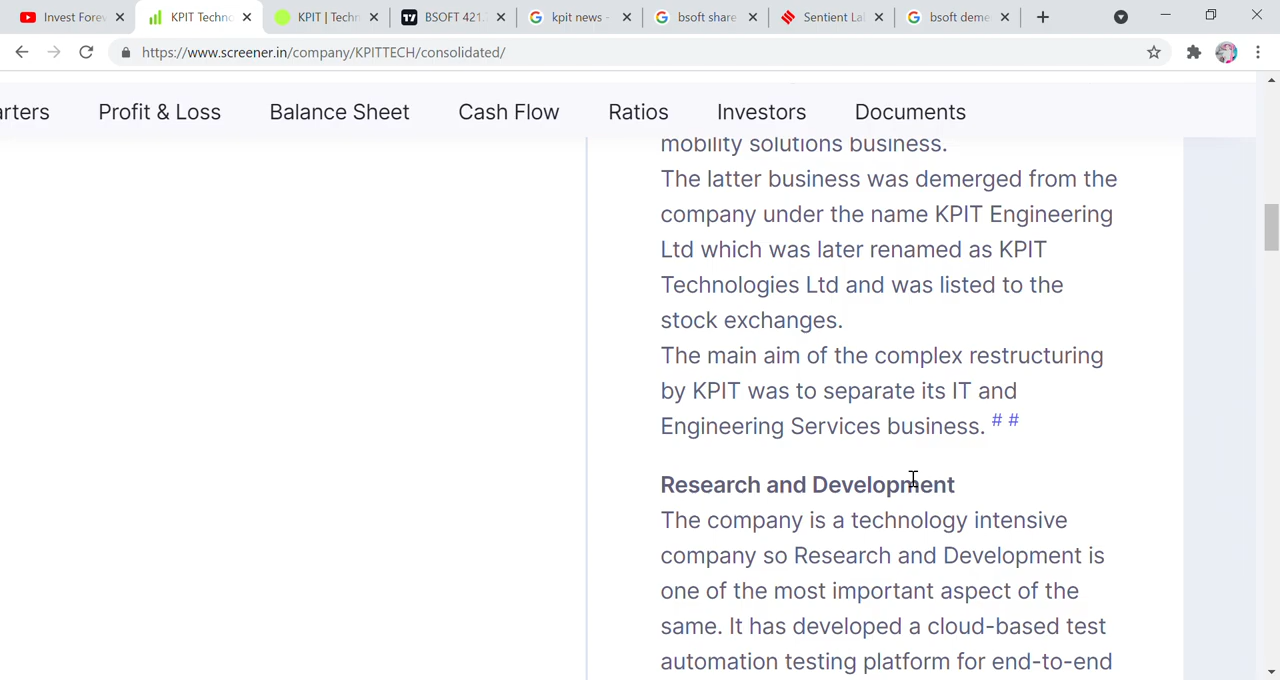 Invest Fore
KPIT Techno
KPIT | Techn
BSOFT 421.
kpit news -
bsoft share
Sentient La
bsoft deme
https://www.screener.in/company/KPITTECH/consolidated/
arters Profit & Loss Balance Sheet Cash Flow Ratios Investors Documents
mobility solutions business.
The latter business was demerged from the
company under the name KPIT Engineering
Ltd which was later renamed as KPIT
Technologies Ltd and was listed to the
stock exchanges.
The main aim of the complex restructuring
by KPIT was to separate its IT and
Engineering Services business. # #
Research and Development
The company is a technology intensive
company so Research and Development is
one of the most important aspect of the
same. It has developed a cloud-based test
automation testing platform for end-to-end